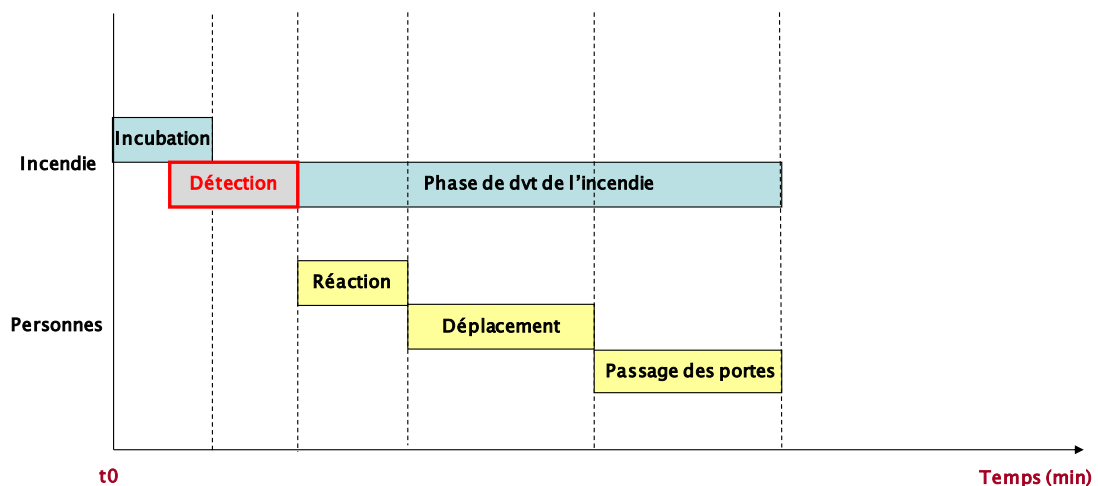 Incubation
Incendie
Détection
Phase de dvt de l'incendie
Réaction
Personnes
Déplacement
Passage des portes
t0
Temps (min)